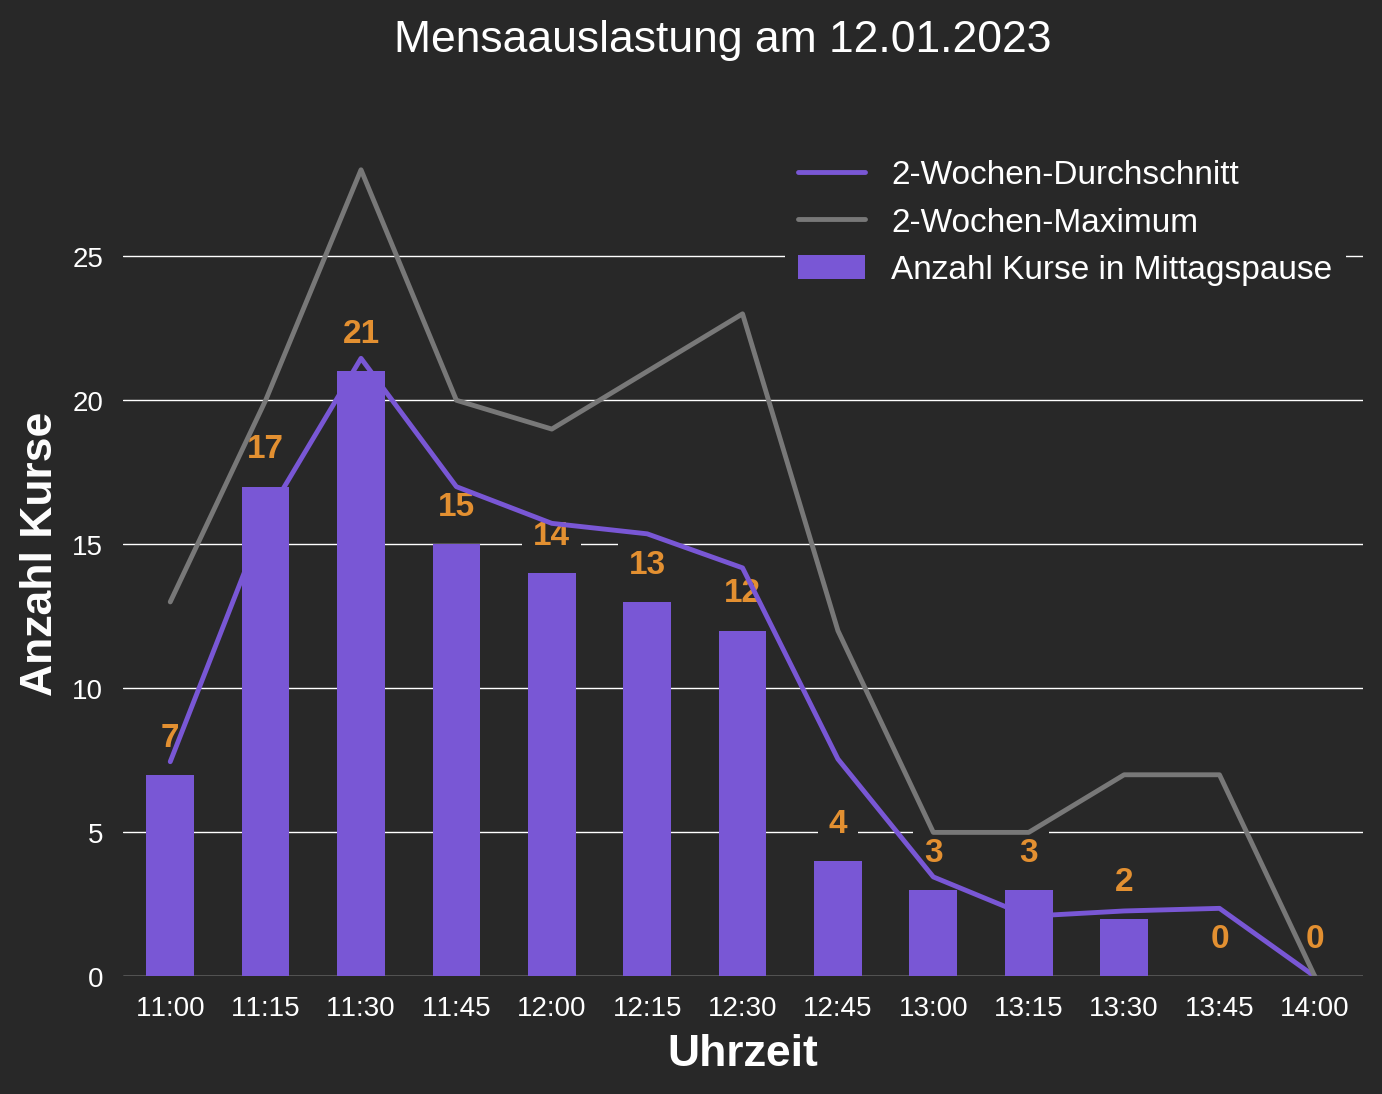 Mensaauslastung am 12.01.2023
2-Wochen-Durchschnitt
2-Wochen-Maximum
Anzahl Kurse in Mittagspause
Anzahl Kurse
25
20
15
10
5
0
7
17
21
15
14
13
12
4
3
3
2
0
0
11:00 11:15 11:30 11:45 12:00 12:15 12:30 12:45 13:00 13:15 13:30 13:45 14:00
Uhrzeit